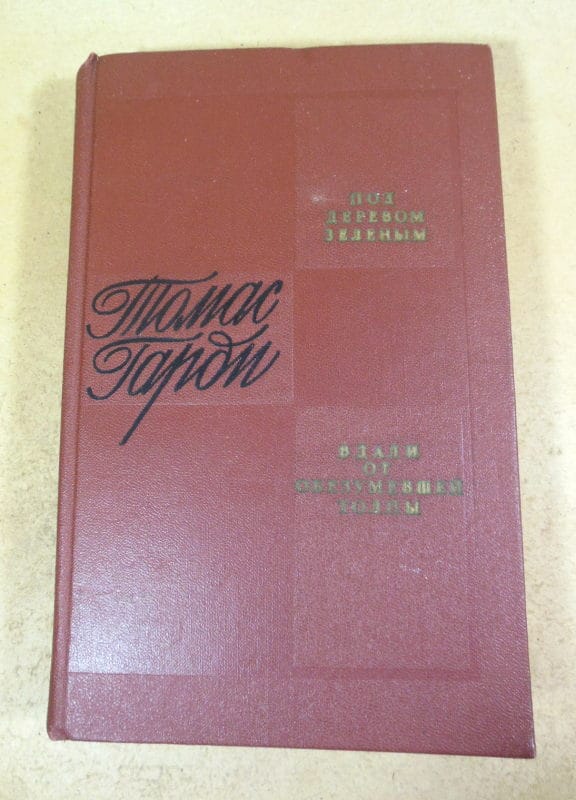 Томас
Гарди
ПОД
ДЕРЕВОМ
ЗЕЛЕНЫМ
ВДАЛИ
ОТ
ОБЕЗУМЕВШЕЙ
ТОЛПЫ